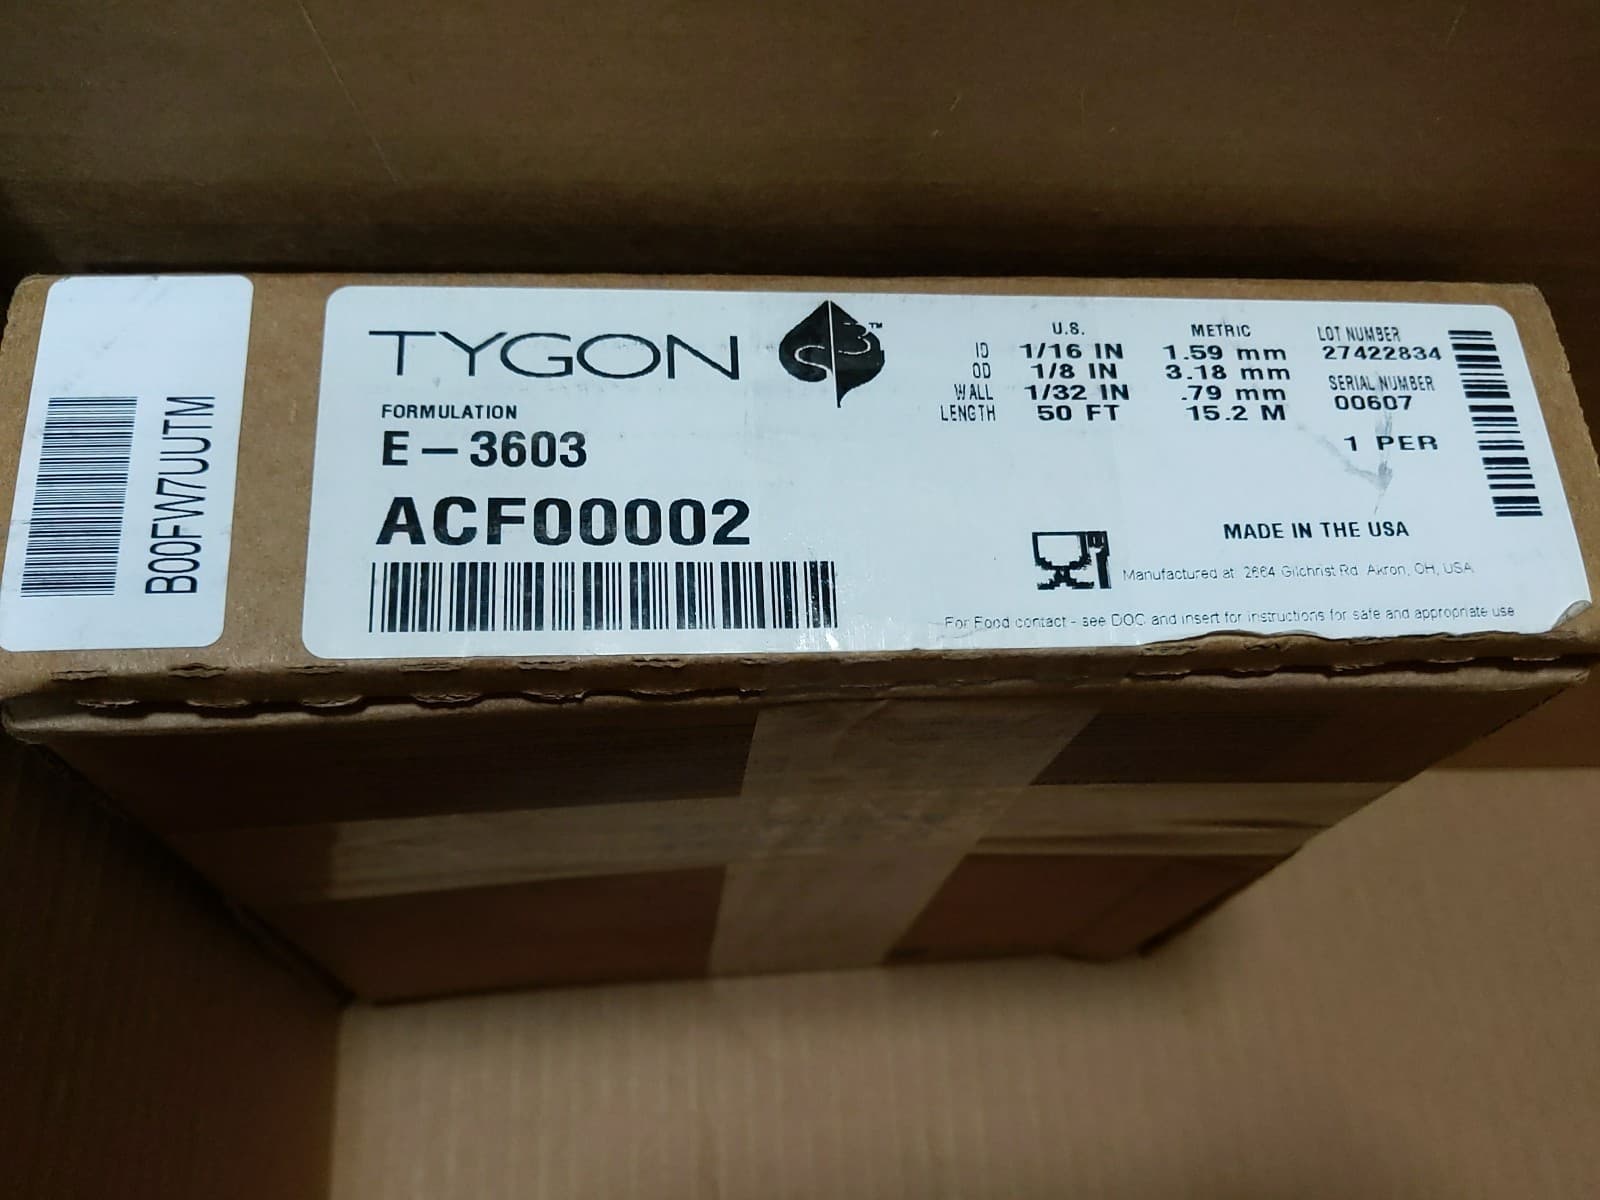 B00FW7UUTM
TYGON
FORMULATION
E-3603
ACF00002
U.S. METRIC
ID 1/16 IN 1.59 mm
OD 1/8 IN 3.18 mm
WALL 1/32 IN .79 mm
LENGTH 50 FT 15.2 M
LOT NUMBER
27422834
SERIAL NUMBER
00607
1 PER
MADE IN THE USA
Manufactured at: 2664 Gilchrist Rd. Akron, OH, USA
For Food contact - see DOC and insert for instructions for safe and appropriate use